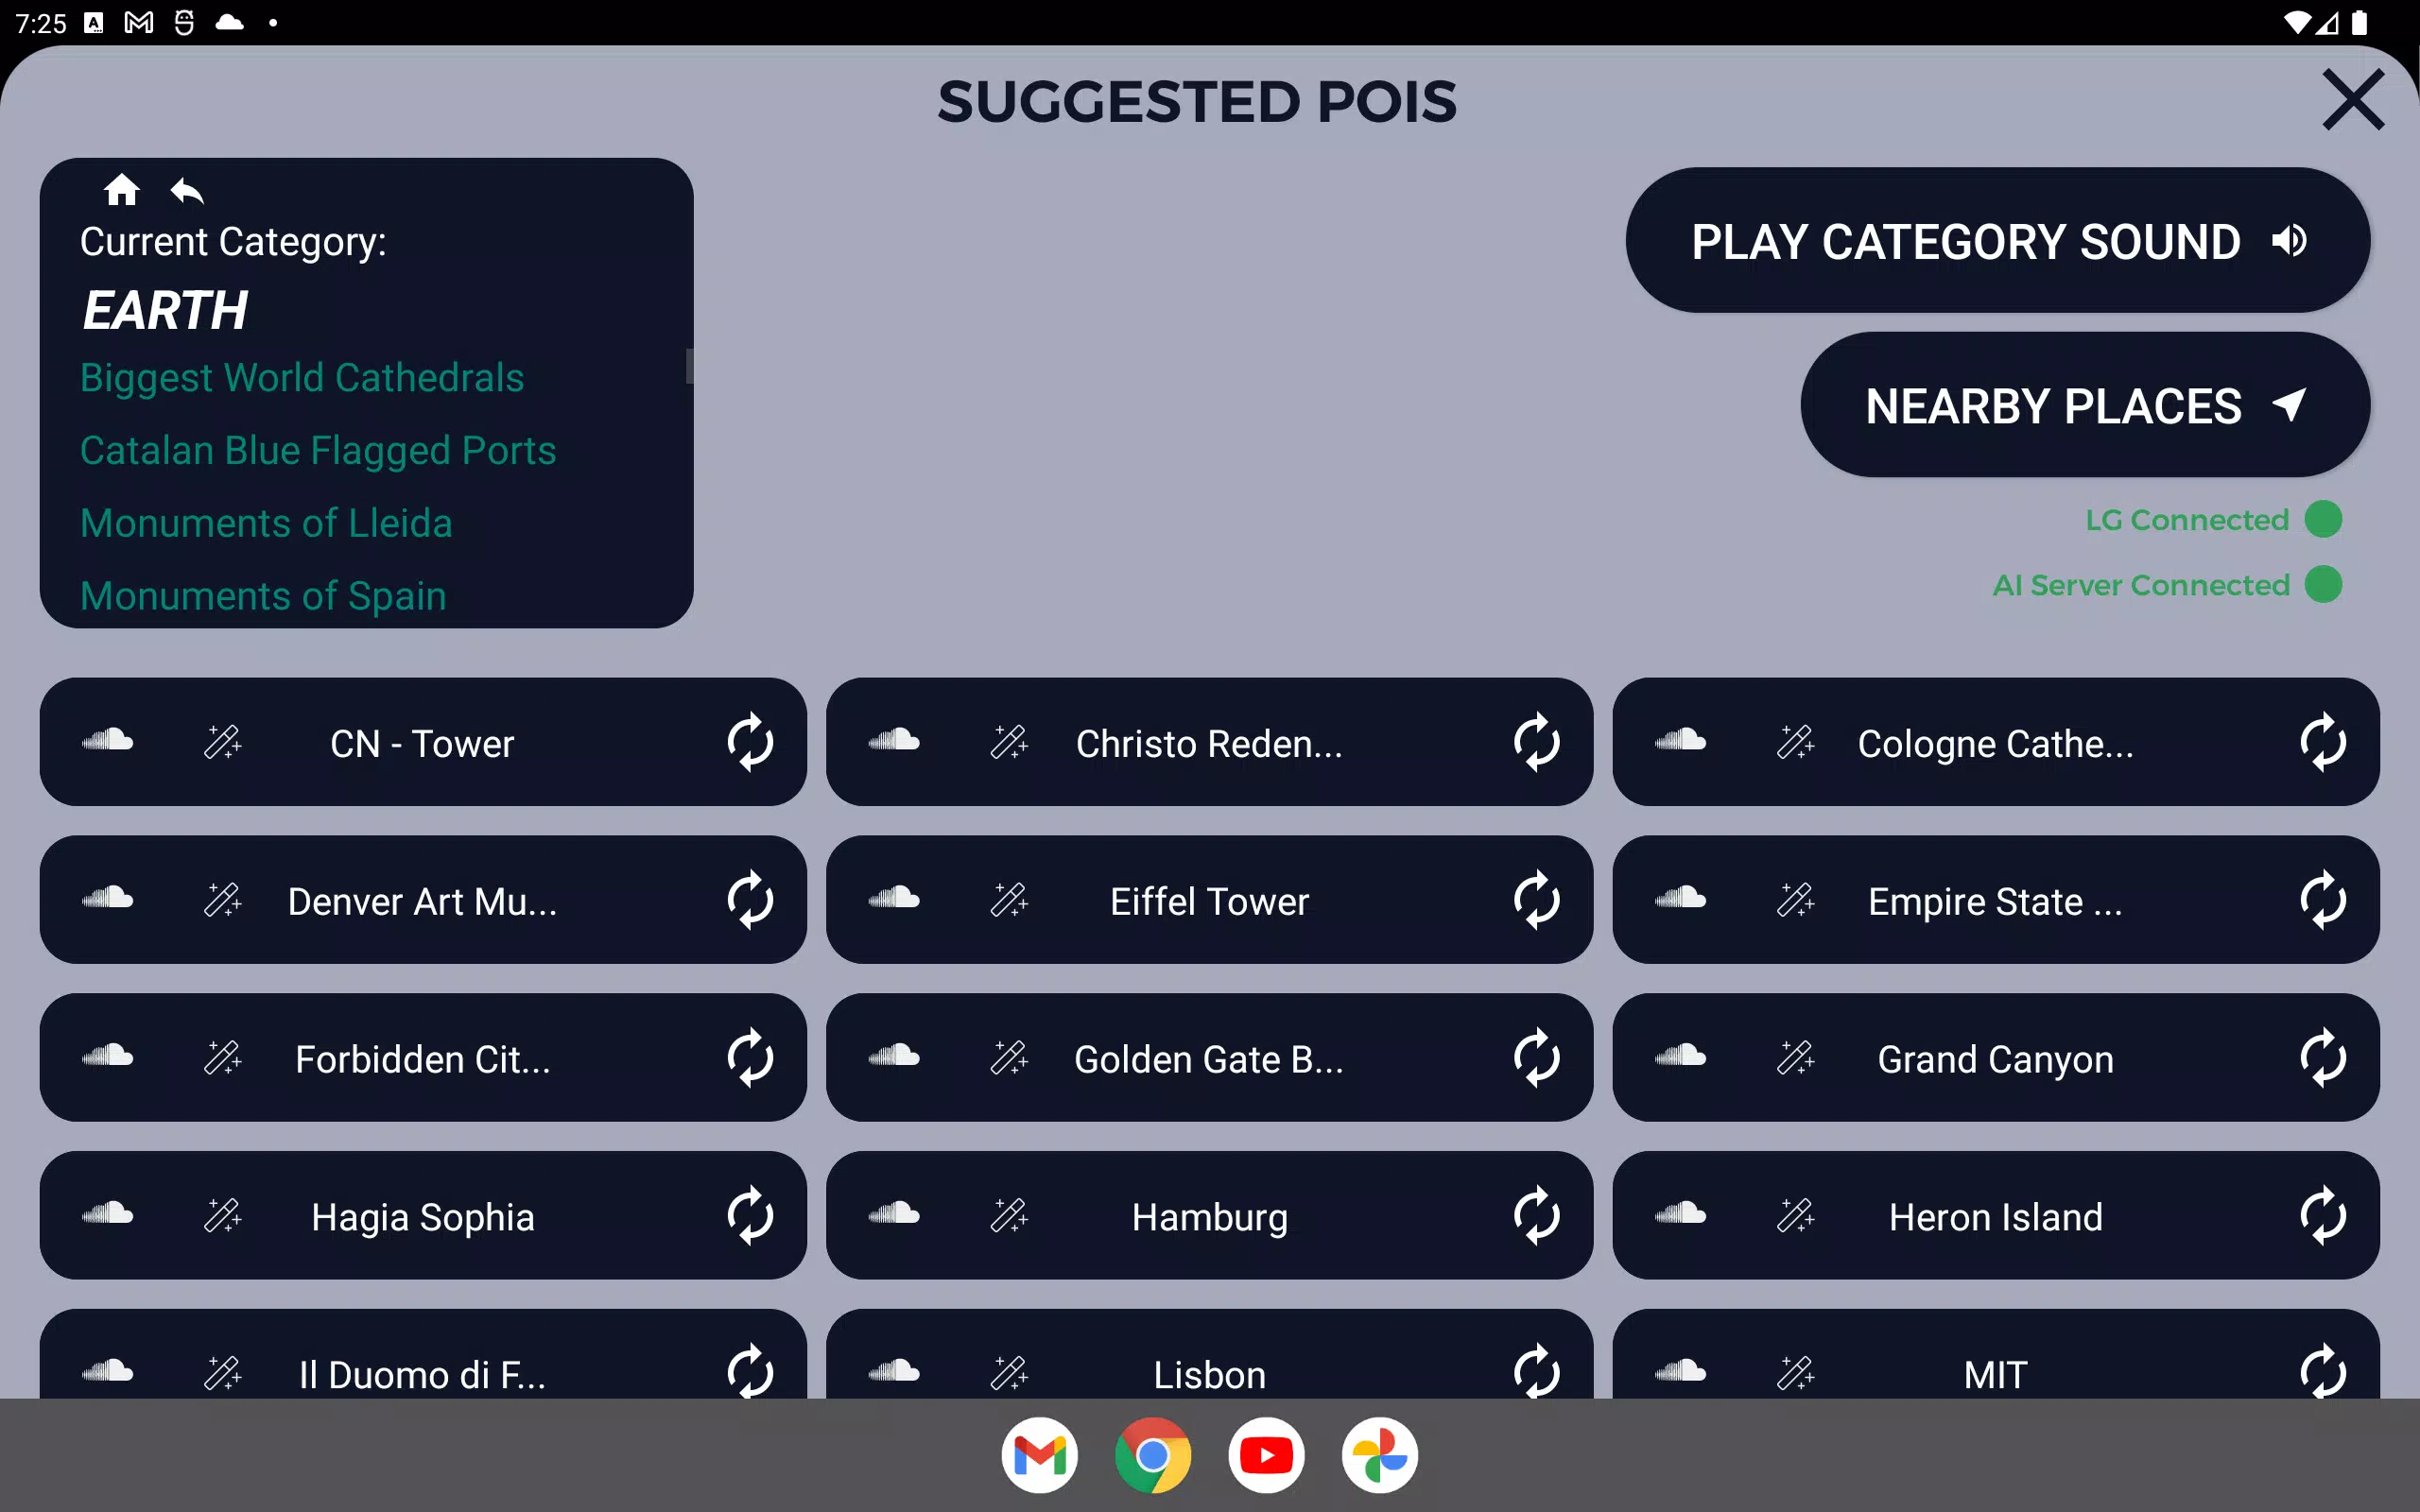 7:25
SUGGESTED POIS
Current Category:
EARTH
Biggest World Cathedrals
Catalan Blue Flagged Ports
Monuments of Lleida
Monuments of Spain
PLAY CATEGORY SOUND
NEARBY PLACES
LG Connected
AI Server Connected
CN - Tower
Christo Reden...
Cologne Cathe...
Denver Art Mu...
Eiffel Tower
Empire State ...
Forbidden Cit...
Golden Gate B...
Grand Canyon
Hagia Sophia
Hamburg
Heron Island
Il Duomo di F...
Lisbon
MIT